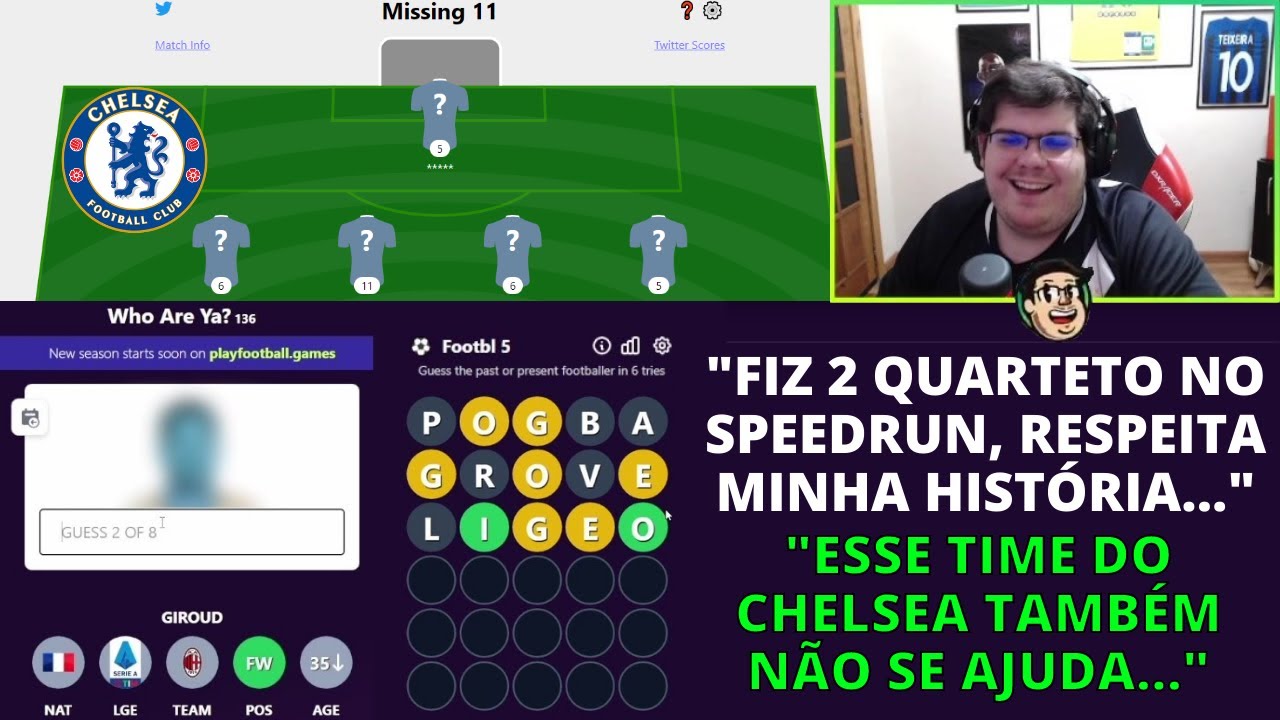 Missing 11
?
Match Info
Twitter Scores
CHELSEA
FOOTBALL CLUB
?
5
*****
?
?
?
?
6
11
6
5
TEIXEIRA
10
DXRACER
Who Are Ya? 136
New season starts soon on playfootball.games
GUESS 2 OF 8
GIROUD
SERIE A
FW
35↓
NAT
LGE
TEAM
POS
AGE
Footbl 5
Guess the past or present footballer in 6 tries
P O G B A
G R O V E
L I G E O
"FIZ 2 QUARTETO NO
SPEEDRUN, RESPEITA
MINHA HISTÓRIA..."
"ESSE TIME DO
CHELSEA TAMBÉM
NÃO SE AJUDA..."